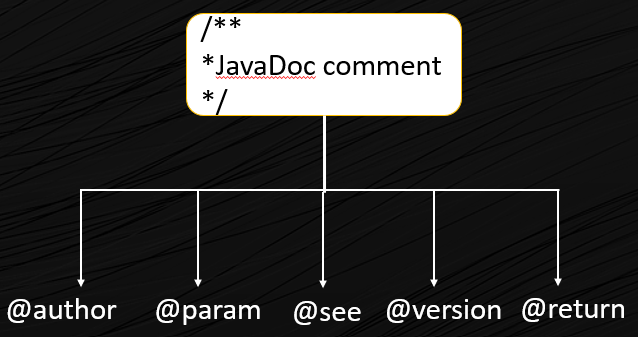 /**
*JavaDoc comment
*/
@author @param @see @version @return